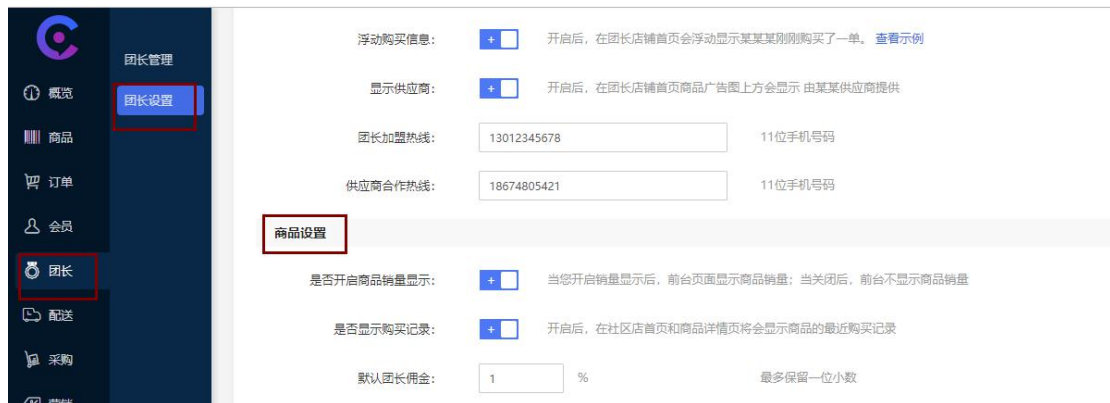 浮动购买信息:
+
开启后，在团长店铺首页会浮动显示某某某刚刚购买了一单。 查看示例
团长管理
概览
显示供应商:
+
开启后，在团长店铺首页商品广告图上方会显示 由某某供应商提供
团长设置
商品
团长加盟热线:
13012345678
11位手机号码
订单
供应商合作热线:
18674805421
11位手机号码
会员
商品设置
团长
是否开启商品销量显示:
+
当您开启销量显示后，前台页面显示商品销量；当关闭后，前台不显示商品销量
配送
是否显示购买记录:
+
开启后，在社区店首页和商品详情页将会显示商品的最近购买记录
采购
默认团长佣金:
1
%
最多保留一位小数